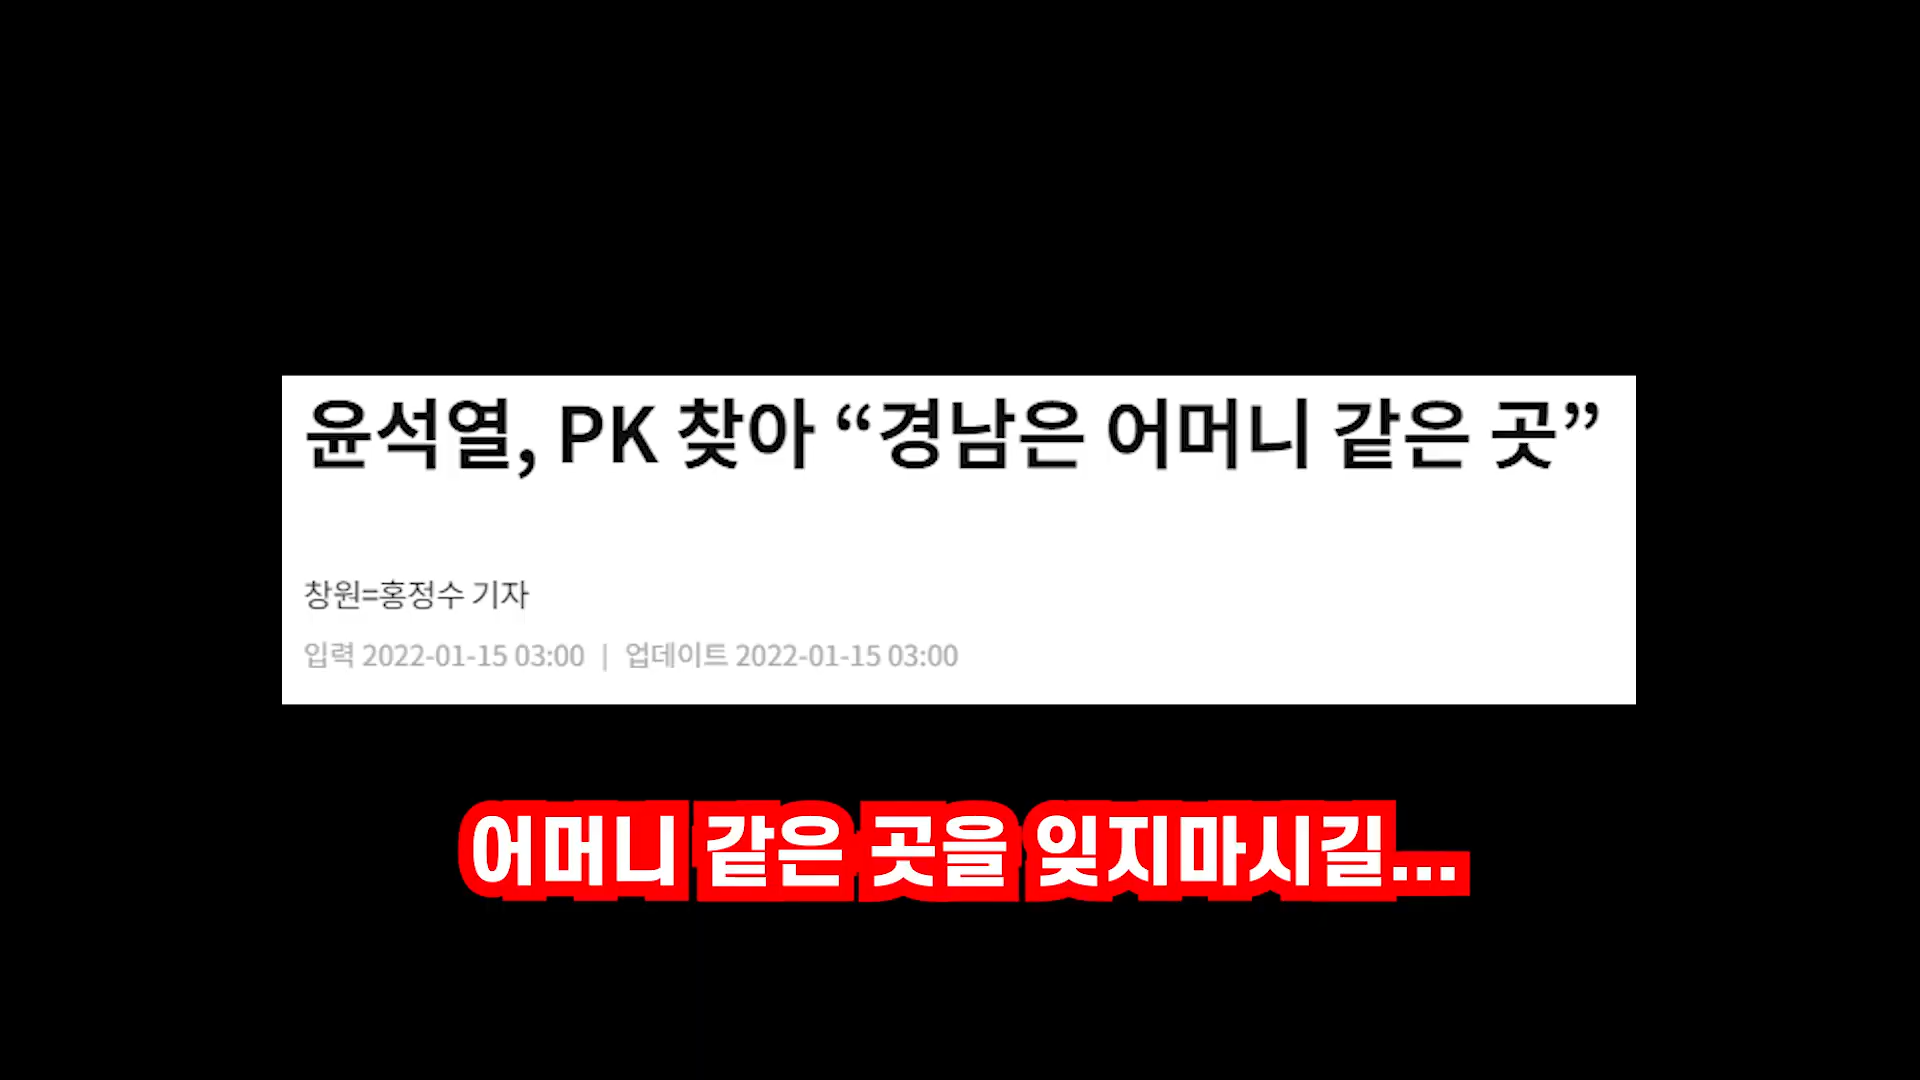 윤석열, PK 찾아 “경남은 어머니 같은 곳”
창원=홍정수 기자
입력 2022-01-15 03:00 | 업데이트 2022-01-15 03:00
어머니 같은 곳을 잊지마시길...